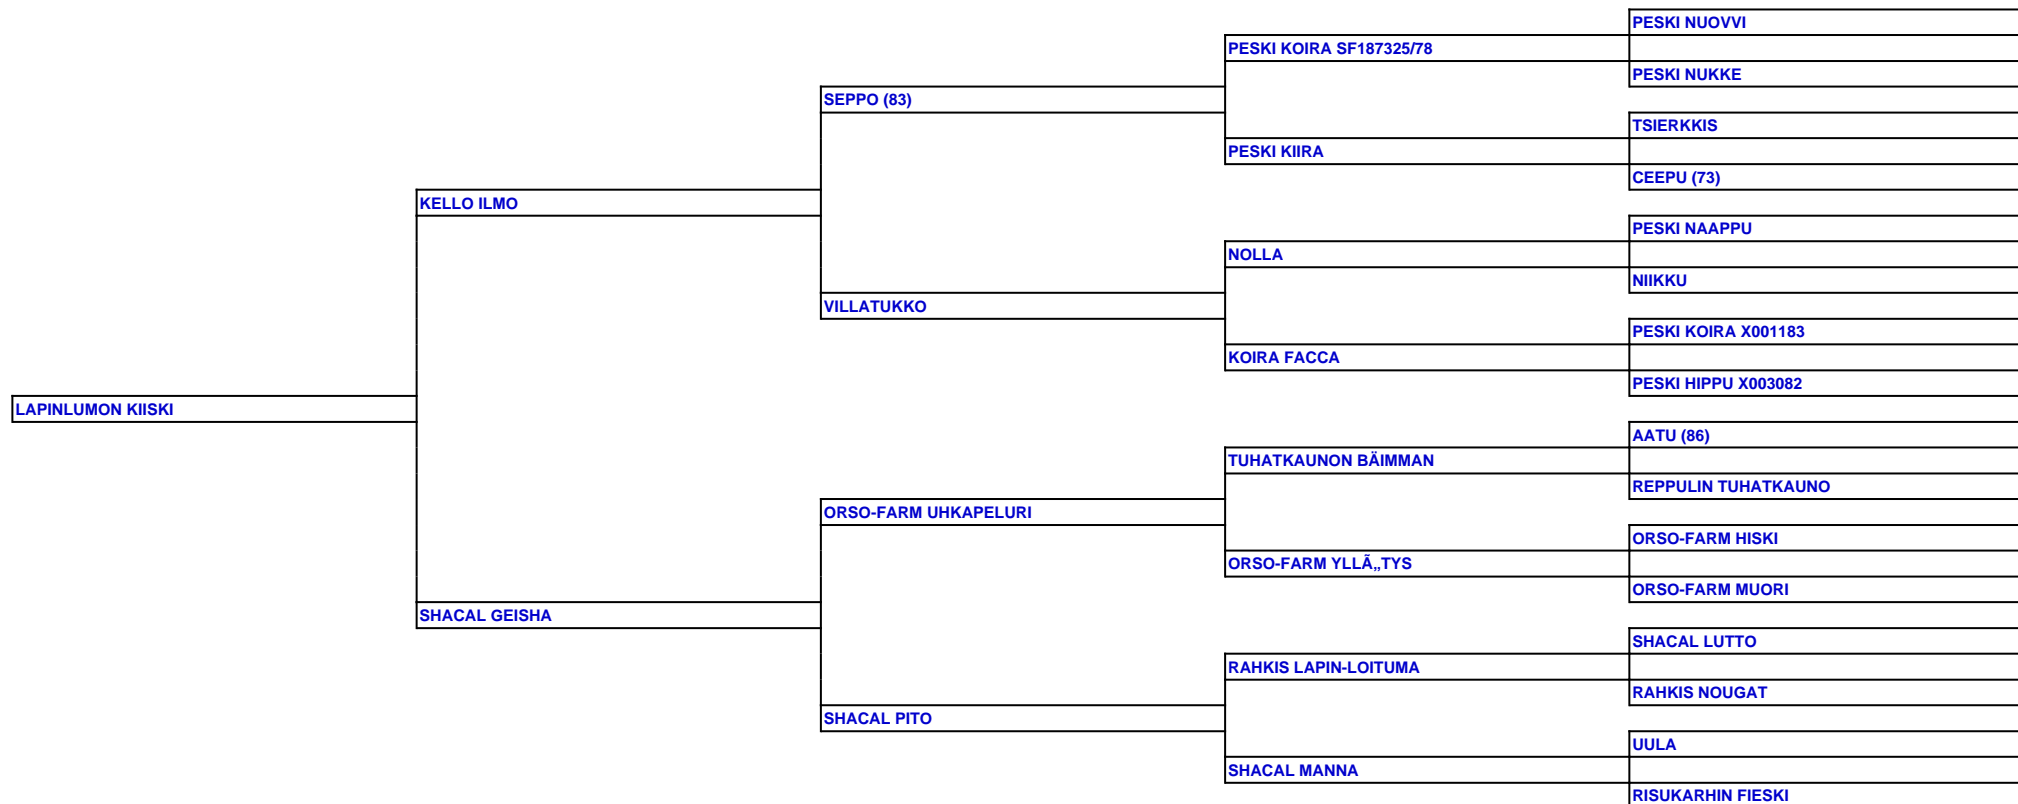 PESKI NUOVVI
PESKI KOIRA SF187325/78
PESKI NUKKE
SEPPO (83)
TSIERKKIS
PESKI KIIRA
CEEPU (73)
KELLO ILMO
PESKI NAAPPU
NOLLA
NIIKKU
VILLATUKKO
PESKI KOIRA X001183
KOIRA FACCA
PESKI HIPPU X003082
LAPINLUMON KIISKI
AATU (86)
TUHATKAUNON BÄIMMAN
REPPULIN TUHATKAUNO
ORSO-FARM UHKAPELURI
ORSO-FARM HISKI
ORSO-FARM YLLÃ„TYS
ORSO-FARM MUORI
SHACAL GEISHA
SHACAL LUTTO
RAHKIS LAPIN-LOITUMA
RAHKIS NOUGAT
SHACAL PITO
UULA
SHACAL MANNA
RISUKARHIN FIESKI